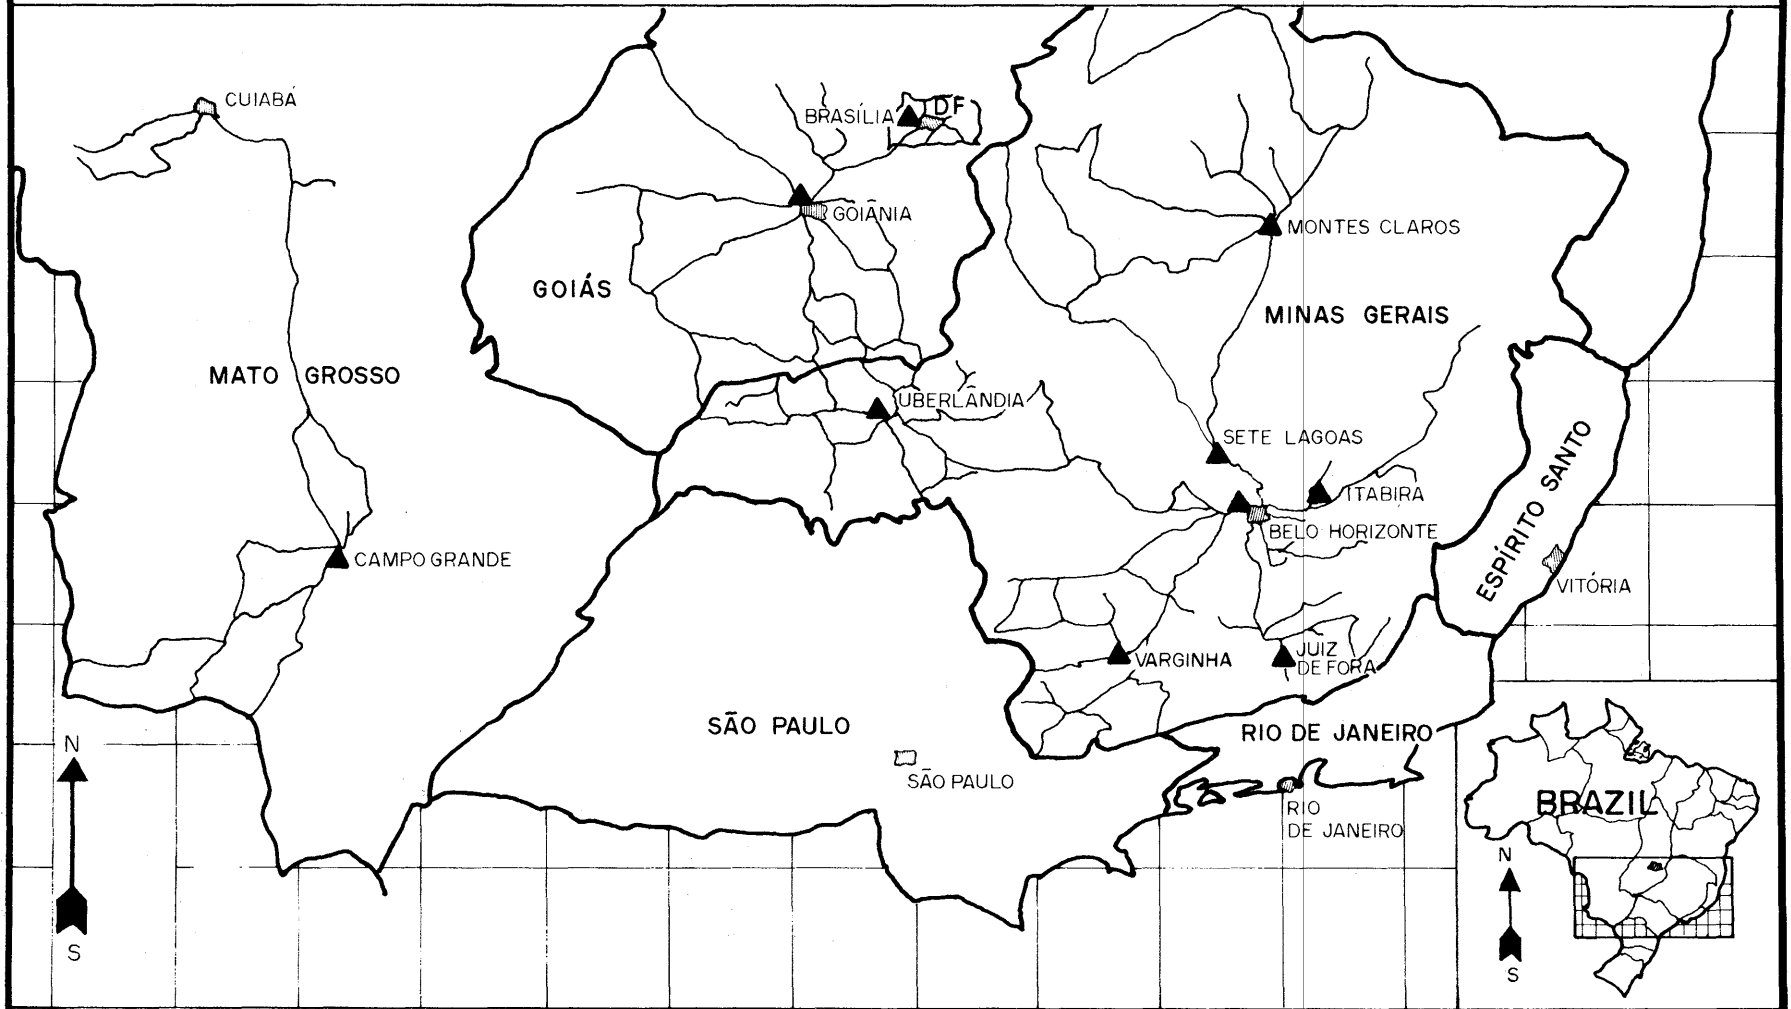 CUIABÁ
BRASÍLIA
DF
GOIÂNIA
MONTES CLAROS
GOIÁS
MINAS GERAIS
MATO GROSSO
UBERLÂNDIA
SETE LAGOAS
ITABIRA
BELO HORIZONTE
ESPÍRITO SANTO
CAMPO GRANDE
VITÓRIA
VARGINHA
JUIZ
DE FORA
SÃO PAULO
RIO DE JANEIRO
SÃO PAULO
RIO
DE JANEIRO
N
S
BRAZIL
N
S